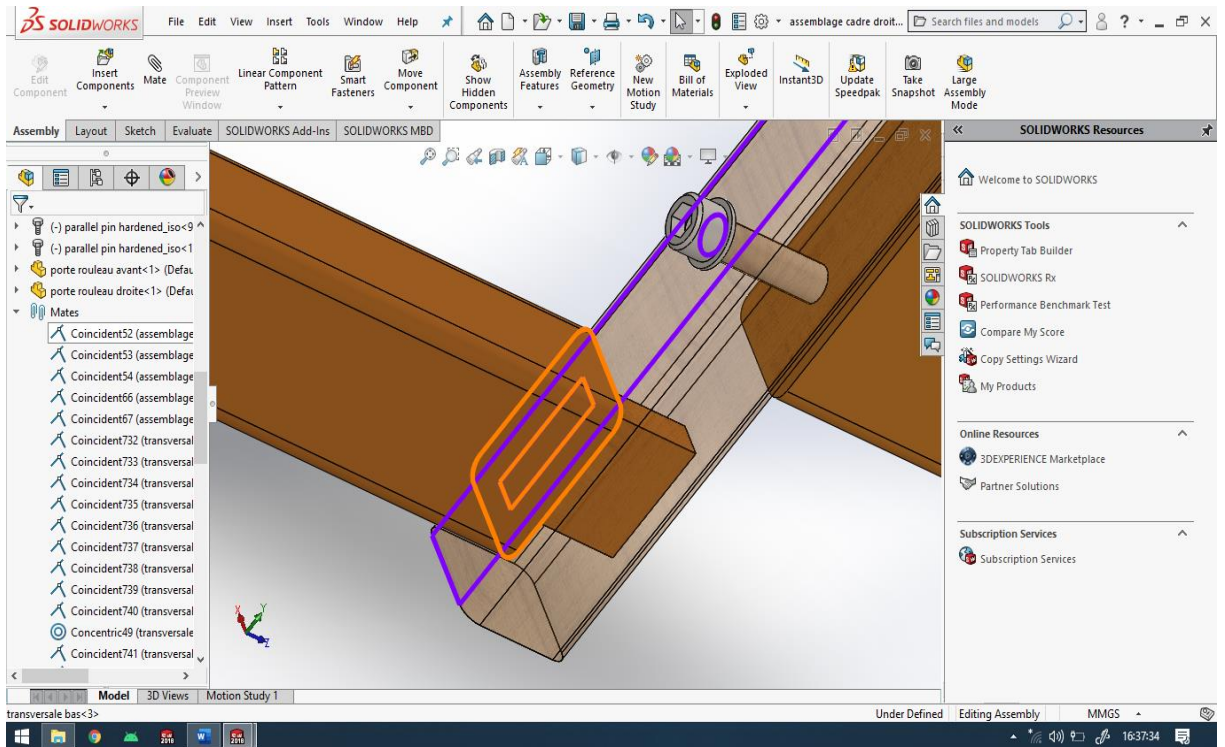 SOLIDWORKS File Edit View Insert Tools Window Help assemblage cadre droit... Search files and models ?
Edit Component
Insert Components
Mate
Component Preview Window
Linear Component Pattern
Smart Fasteners
Move Component
Show Hidden Components
Assembly Features
Reference Geometry
New Motion Study
Bill of Materials
Exploded View
Instant3D
Update Speedpak
Take Snapshot
Large Assembly Mode
Assembly Layout Sketch Evaluate SOLIDWORKS Add-Ins SOLIDWORKS MBD
(-) parallel pin hardened_iso<9
(-) parallel pin hardened_iso<1
porte rouleau avant<1> (Defau
porte rouleau droite<1> (Defau
Mates
Coincident52 (assemblage
Coincident53 (assemblage
Coincident54 (assemblage
Coincident66 (assemblage
Coincident67 (assemblage
Coincident732 (transversal
Coincident733 (transversal
Coincident734 (transversal
Coincident735 (transversal
Coincident736 (transversal
Coincident737 (transversal
Coincident738 (transversal
Coincident739 (transversal
Coincident740 (transversal
Concentric49 (transversale
Coincident741 (transversal
X Y Z
SOLIDWORKS Resources
Welcome to SOLIDWORKS
SOLIDWORKS Tools
Property Tab Builder
SOLIDWORKS Rx
Performance Benchmark Test
Compare My Score
Copy Settings Wizard
My Products
Online Resources
3DEXPERIENCE Marketplace
Partner Solutions
Subscription Services
Subscription Services
Model 3D Views Motion Study 1
transversale bas<3> Under Defined Editing Assembly MMGS
2016 W 2016 16:37:34